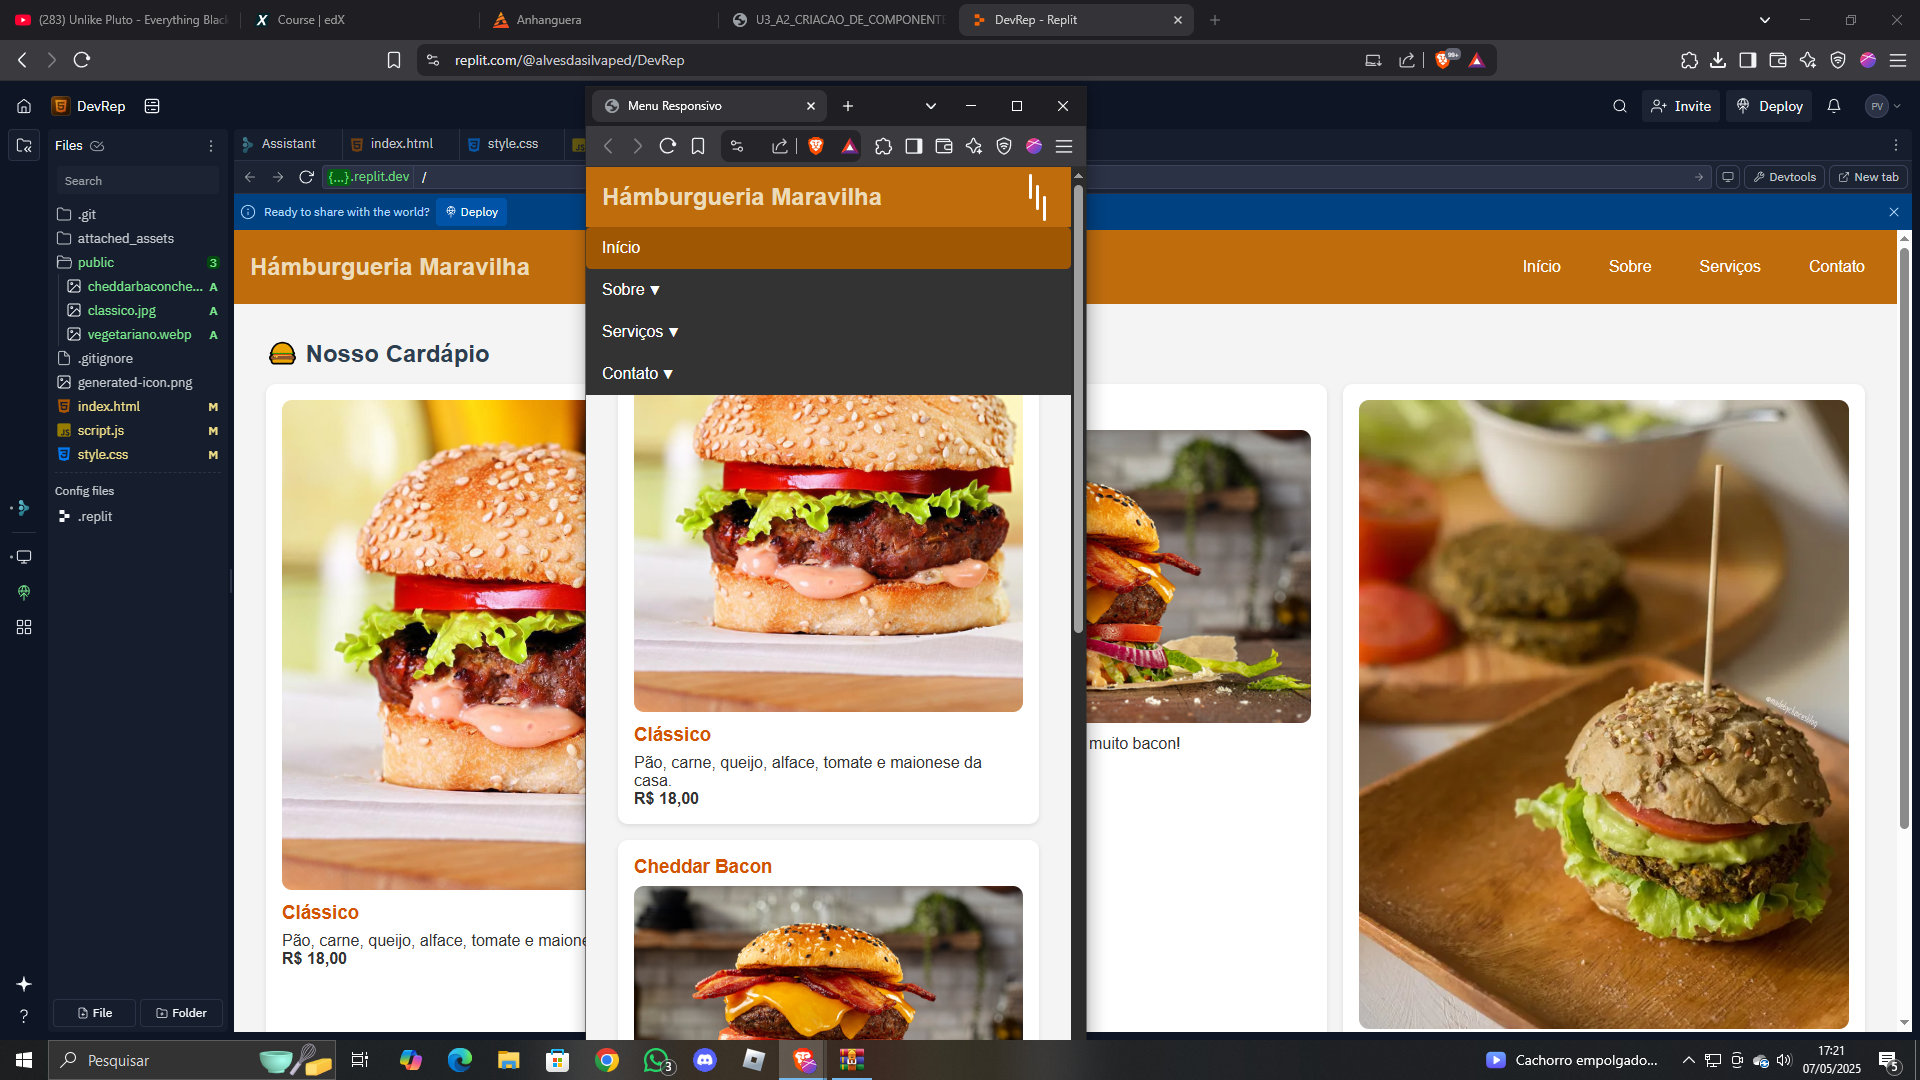 (283) Unlike Pluto - Everything Black
Course | edX
Anhanguera
U3_A2_CRIACAO_DE_COMPONENTE
DevRep - Replit
replit.com/@alvesdasilvaped/DevRep
99+
DevRep
Invite
Deploy
PV
Files
Search
.git
attached_assets
public
3
cheddarbaconche...
A
classico.jpg
A
vegetariano.webp
A
.gitignore
generated-icon.png
index.html
M
script.js
M
style.css
M
Config files
.replit
File
Folder
Assistant
index.html
style.css
{...}.replit.dev
/
Devtools
New tab
Ready to share with the world?
Deploy
Hámburgueria Maravilha
Início
Sobre
Serviços
Contato
Nosso Cardápio
Clássico
Pão, carne, queijo, alface, tomate e maione
R$ 18,00
muito bacon!
Menu Responsivo
Hámburgueria Maravilha
Início
Sobre ▼
Serviços ▼
Contato ▼
Clássico
Pão, carne, queijo, alface, tomate e maionese da
casa.
R$ 18,00
Cheddar Bacon
Pesquisar
3
Cachorro empolgado...
17:21
07/05/2025
5